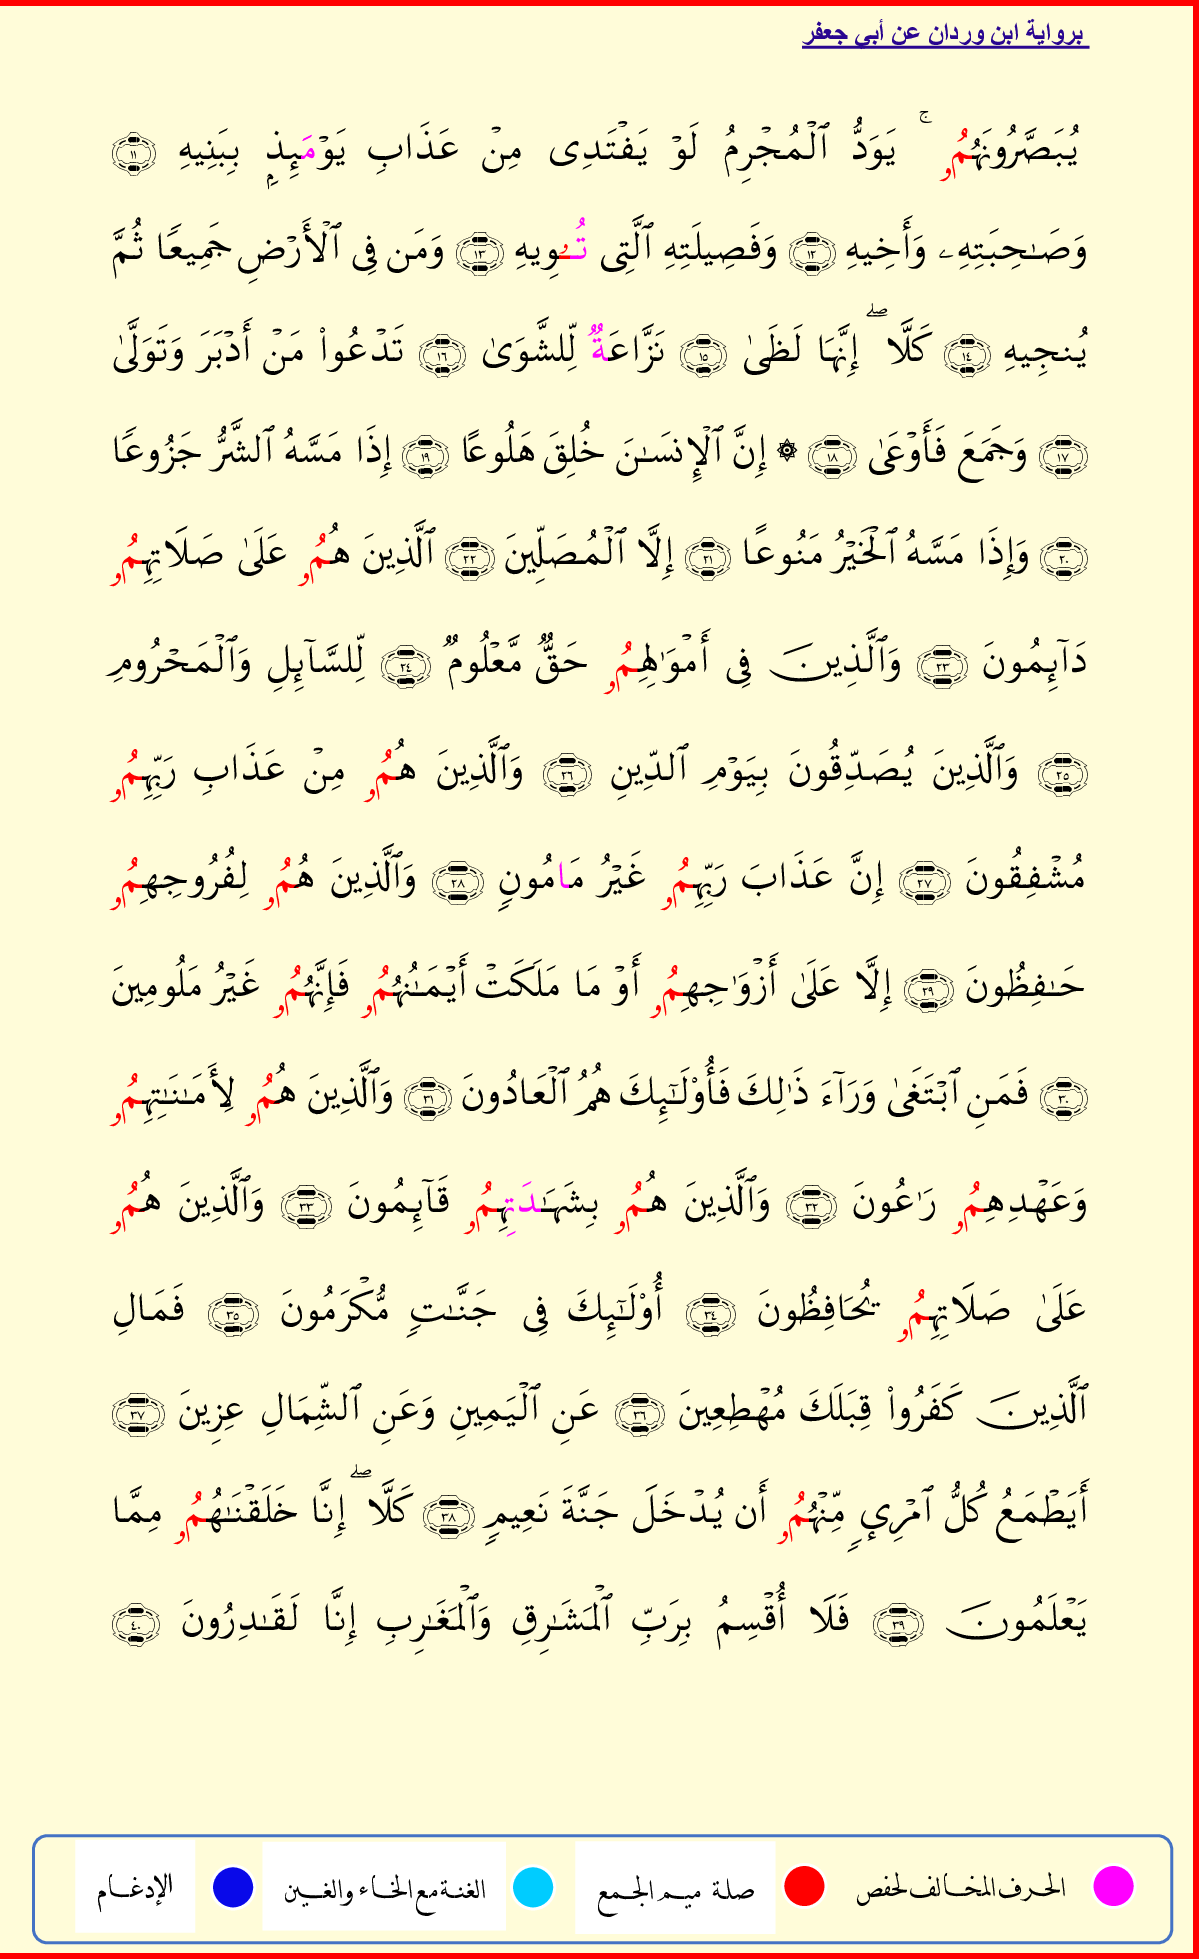 برواية ابن وردان عن أبي جعفر
يُبَصَّرُونَهُمُۥ ۚ يَوَدُّ ٱلْمُجْرِمُ لَوْ يَفْتَدِى مِنْ عَذَابِ يَوْمَئِذٍۭ بِبَنِيهِ ١١
وَصَـٰحِبَتِهِۦ وَأَخِيهِ ١٢ وَفَصِيلَتِهِ ٱلَّتِى تُـوِيهِ ١٣ وَمَن فِى ٱلْأَرْضِ جَمِيعًا ثُمَّ
يُنجِيهِ ١٤ كَلَّا ۖ إِنَّهَا لَظَىٰ ١٥ نَزَّاعَةٌ لِّلشَّوَىٰ ١٦ تَدْعُوا۟ مَنْ أَدْبَرَ وَتَوَلَّىٰ
١٧ وَجَمَعَ فَأَوْعَىٰ ١٨ ۞ إِنَّ ٱلْإِنسَـٰنَ خُلِقَ هَلُوعًا ١٩ إِذَا مَسَّهُ ٱلشَّرُّ جَزُوعًا
٢٠ وَإِذَا مَسَّهُ ٱلْخَيْرُ مَنُوعًا ٢١ إِلَّا ٱلْمُصَلِّينَ ٢٢ ٱلَّذِينَ هُمُۥ عَلَىٰ صَلَاتِهِمُۥ
دَآئِمُونَ ٢٣ وَٱلَّذِينَ فِى أَمْوَٰلِهِمُۥ حَقٌّ مَّعْلُومٌ ٢٤ لِّلسَّآئِلِ وَٱلْمَحْرُومِ
٢٥ وَٱلَّذِينَ يُصَدِّقُونَ بِيَوْمِ ٱلدِّينِ ٢٦ وَٱلَّذِينَ هُمُۥ مِنْ عَذَابِ رَبِّهِمُۥ
مُشْفِقُونَ ٢٧ إِنَّ عَذَابَ رَبِّهِمُۥ غَيْرُ مَامُونٍ ٢٨ وَٱلَّذِينَ هُمُۥ لِفُرُوجِهِمُۥ
حَـٰفِظُونَ ٢٩ إِلَّا عَلَىٰ أَزْوَٰجِهِمُۥ أَوْ مَا مَلَكَتْ أَيْمَـٰنُهُمُۥ فَإِنَّهُمُۥ غَيْرُ مَلُومِينَ
٣٠ فَمَنِ ٱبْتَغَىٰ وَرَآءَ ذَٰلِكَ فَأُو۟لَـٰٓئِكَ هُمُ ٱلْعَادُونَ ٣١ وَٱلَّذِينَ هُمُۥ لِأَمَـٰنَـٰتِهِمُۥ
وَعَهْدِهِمُۥ رَٰعُونَ ٣٢ وَٱلَّذِينَ هُمُۥ بِشَهَـٰدَتِهِمُۥ قَآئِمُونَ ٣٣ وَٱلَّذِينَ هُمُۥ
عَلَىٰ صَلَاتِهِمُۥ يُحَافِظُونَ ٣٤ أُو۟لَـٰٓئِكَ فِى جَنَّـٰتٍ مُّكْرَمُونَ ٣٥ فَمَالِ
ٱلَّذِينَ كَفَرُوا۟ قِبَلَكَ مُهْطِعِينَ ٣٦ عَنِ ٱلْيَمِينِ وَعَنِ ٱلشِّمَالِ عِزِينَ ٣٧
أَيَطْمَعُ كُلُّ ٱمْرِئٍ مِّنْهُمُۥ أَن يُدْخَلَ جَنَّةَ نَعِيمٍ ٣٨ كَلَّا ۖ إِنَّا خَلَقْنَـٰهُمُۥ مِمَّا
يَعْلَمُونَ ٣٩ فَلَا أُقْسِمُ بِرَبِّ ٱلْمَشَـٰرِقِ وَٱلْمَغَـٰرِبِ إِنَّا لَقَـٰدِرُونَ ٤٠
الحرف المخالف لحفص صلة ميم الجمع الغنة مع الخاء والغين الإدغام